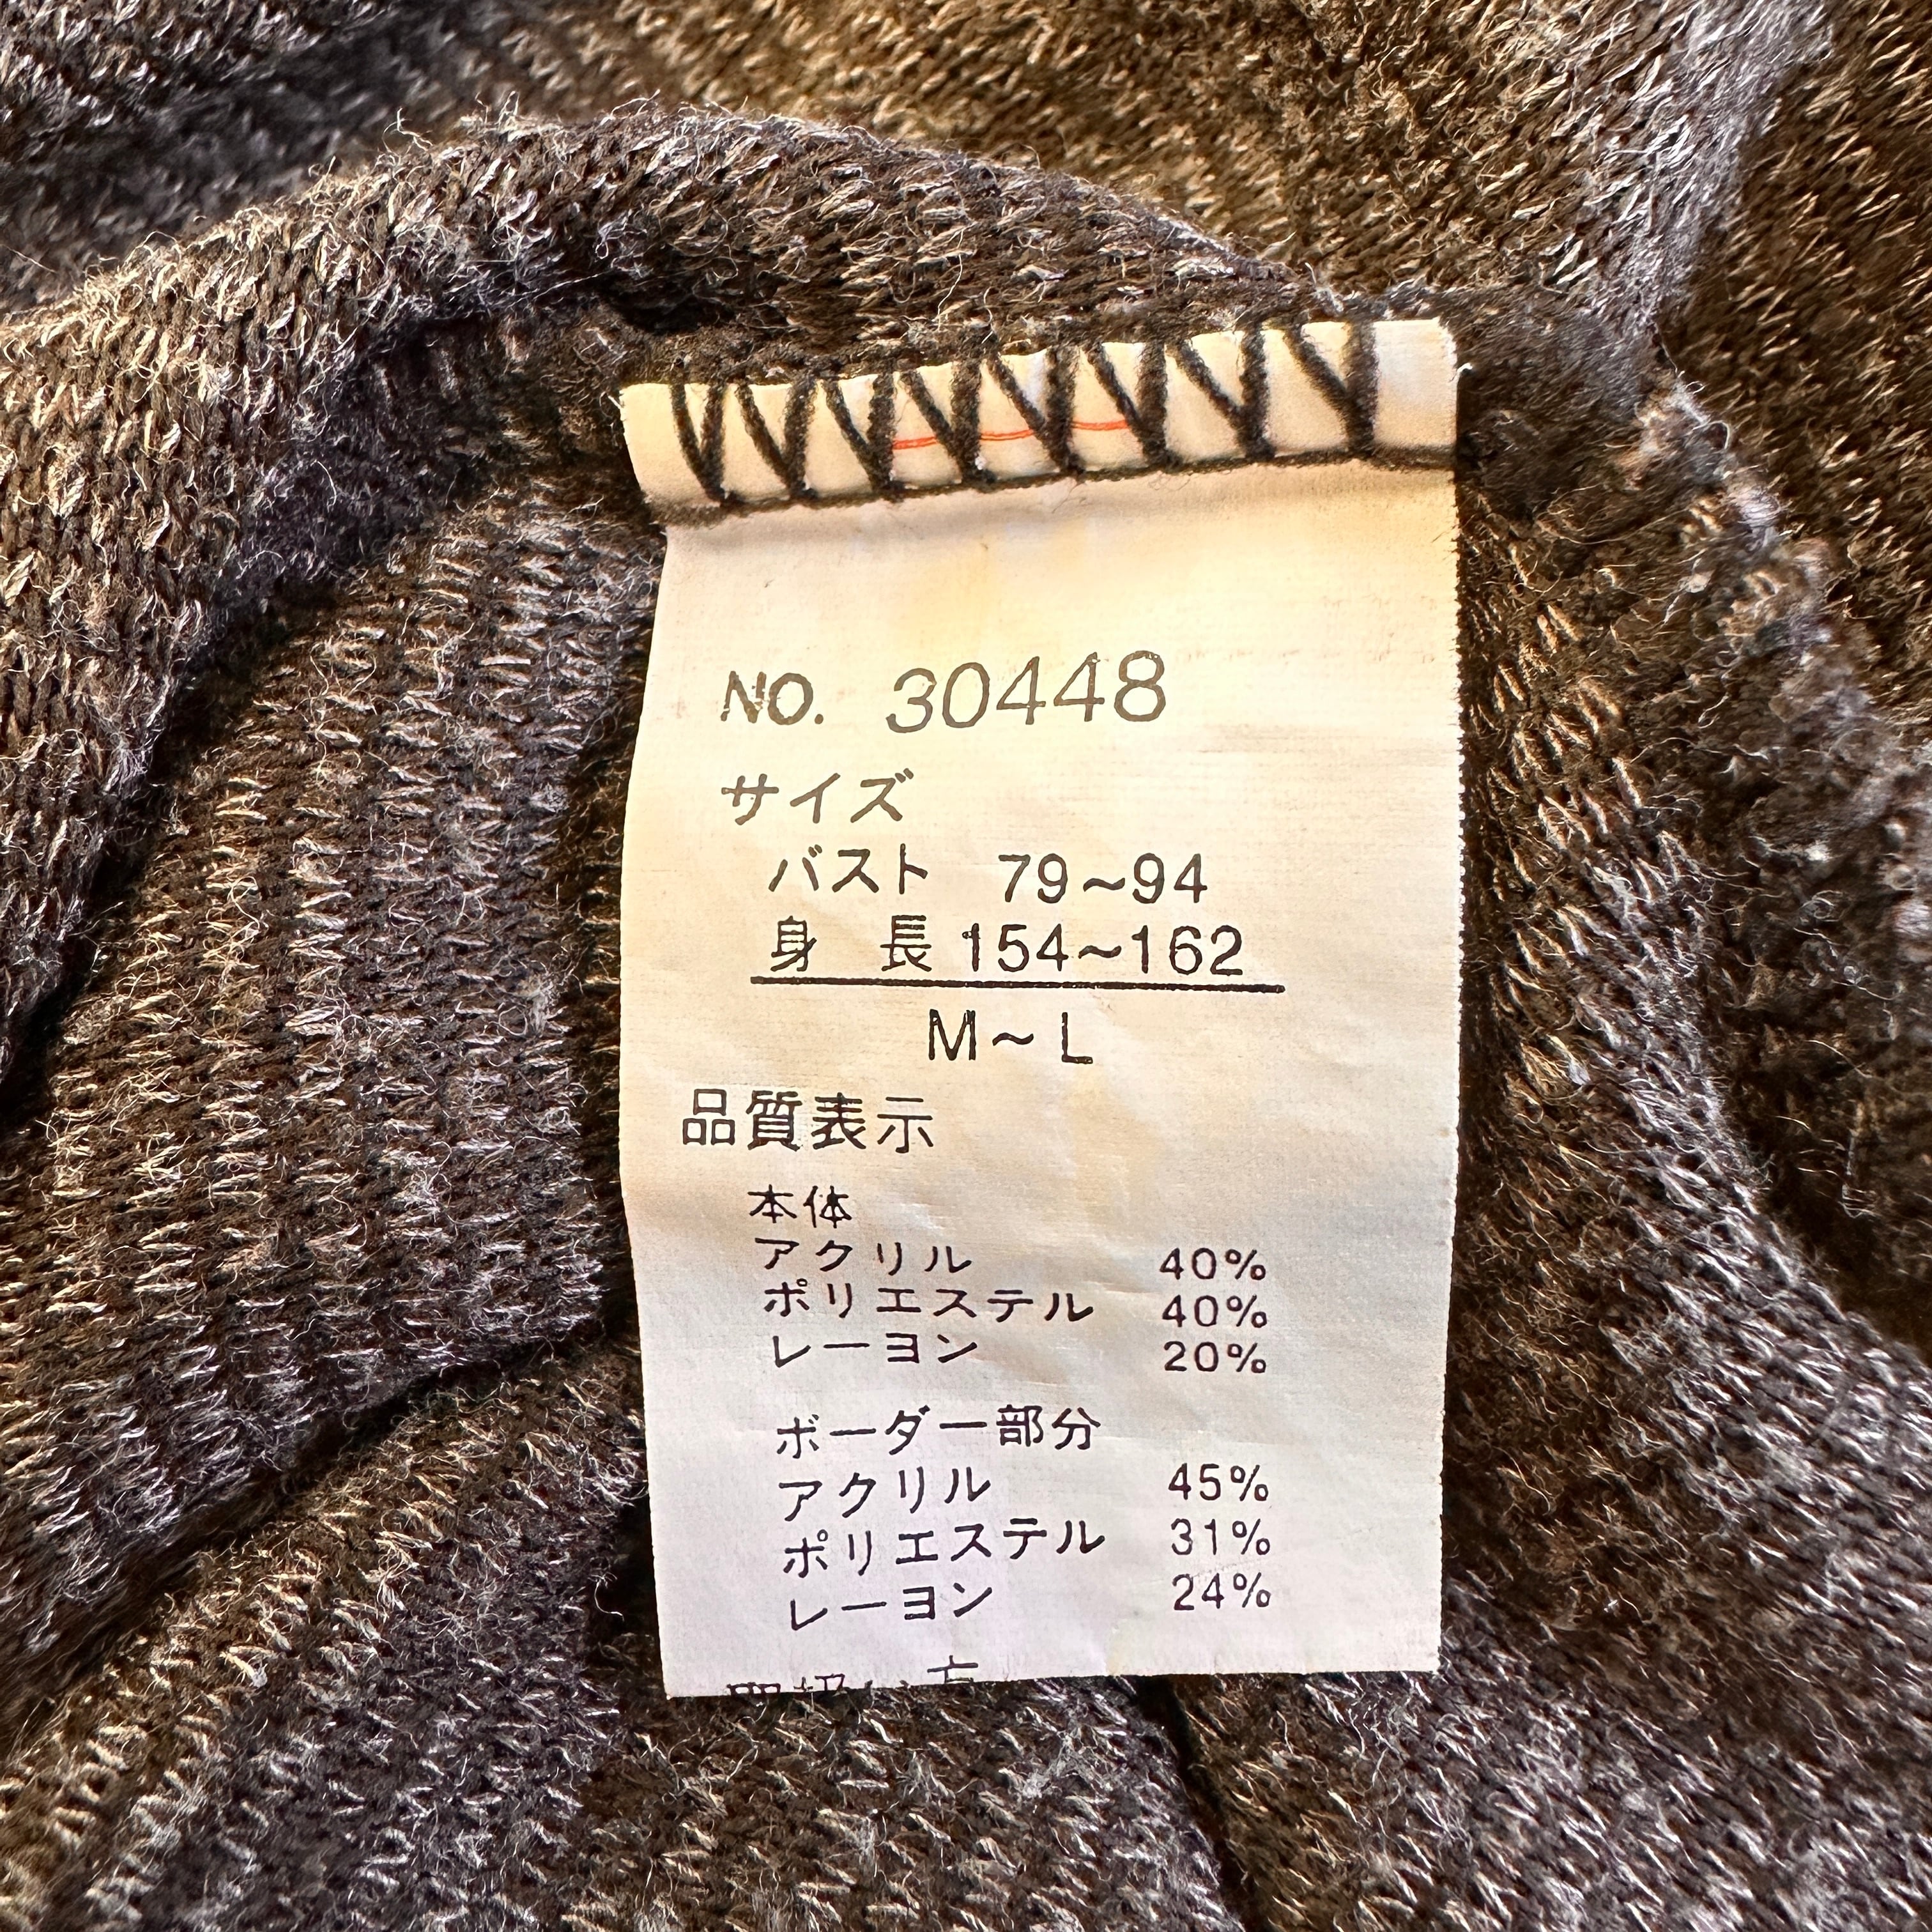 NO. 30448
サイズ
バスト 79~94
身 長 154~162
M~L
品質表示
本体
アクリル 40%
ポリエステル 40%
レーヨン 20%
ボーダー部分
アクリル 45%
ポリエステル 31%
レーヨン 24%